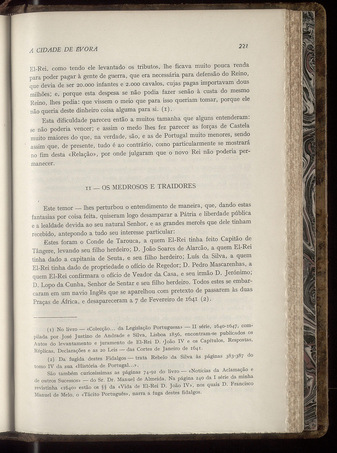 A CIDADE DE ÉVORA 221
El-Rei, como tendo ele levantado os tributos, lhe ficava muito pouca renda
para poder pagar à gente de guerra, que era necessária para defensão do Reino,
que devia de ser 20.000 infantes e 2.000 cavalos, cujas pagas importavam dous
milhões; e, porque esta despesa se não podia fazer senão à custa do mesmo
Reino, lhes podia: que vissem o meio que para isso queriam tomar, porque ele
não queria deste dinheiro coisa alguma para si. (1).
Esta dificuldade pareceu então a muitos tamanha que alguns entenderam:
se não poderia vencer; e assim o medo lhes fez parecer as forças de Castela
muito maiores do que, na verdade, são, e as de Portugal muito menores, sendo
assim que, de presente, tudo é ao contrário, como particularmente se mostrará
no fim desta «Relação», por onde julgaram que o novo Rei não poderia per-
manecer.
11 — OS MEDROSOS E TRAIDORES
Este temor — lhes perturbou o entendimento de maneira, que, dando estas
fantasias por coisa feita, quiseram logo desamparar a Pátria e liberdade pública
e a lealdade devida ao seu natural Senhor, e as grandes mercês que dele tinham
recebido, antepondo a tudo seu interesse particular:
Estes foram o Conde de Tarouca, a quem El-Rei tinha feito Capitão de
Tângere, levando seu filho herdeiro; D. João Soares de Alarcão, a quem El-Rei
tinha dado a capitania de Seuta, e seu filho herdeiro; Luís da Silva, a quem
El-Rei tinha dado de propriedade o ofício de Regedor; D. Pedro Mascarenhas, a
quem El-Rei confirmara o ofício de Veador da Casa, e seu irmão D. Jerónimo;
D. Lopo da Cunha, Senhor de Sentar e seu filho herdeiro. Todos estes se embar-
caram em um navio Inglês que se aparelhou com pretexto de passarem às duas
Praças de África, e desapareceram a 7 de Fevereiro de 1641 (2).
(1) No livro — «Colecção... da Legislação Portuguesa» — II série, 1640-1647, com-
pilada por José Justino de Andrade e Silva, Lisboa 1856, encontram-se publicados os
Autos do levantamento e juramento de El-Rei D. João IV e os Capítulos, Respostas,
Réplicas, Declarações e as 20 Leis — das Cortes de Janeiro de 1641.
(2) Da fugida destes Fidalgos — trata Rebelo da Silva às páginas 363-367 do
tomo IV da sua «História de Portugal...».
São também curiosíssimas as páginas 74-92 do livro — «Notícias da Aclamação e
de outros Sucessos» — do Sr. Dr. Manuel de Almeida. Na página 240 da I série da minha
revistinha «1640» estão os §§ da «Vida de El-Rei D. João IV», nos quais D. Francisco
Manuel de Melo, o «Tácito Português», narra a fuga destes fidalgos.